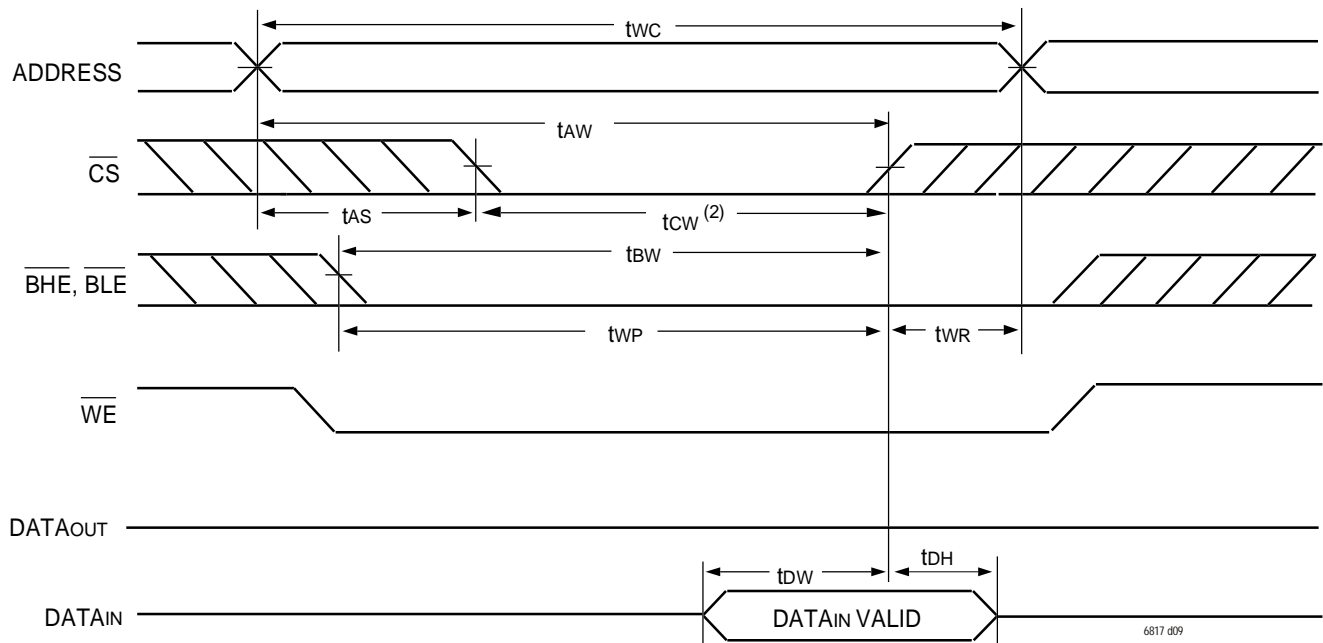 tWC
ADDRESS
tAW
CS
tAS
tCW (2)
tBW
BHE, BLE
tWP
tWR
WE
DATAOUT
tDW
tDH
DATAIN
DATAIN VALID
6817 d09